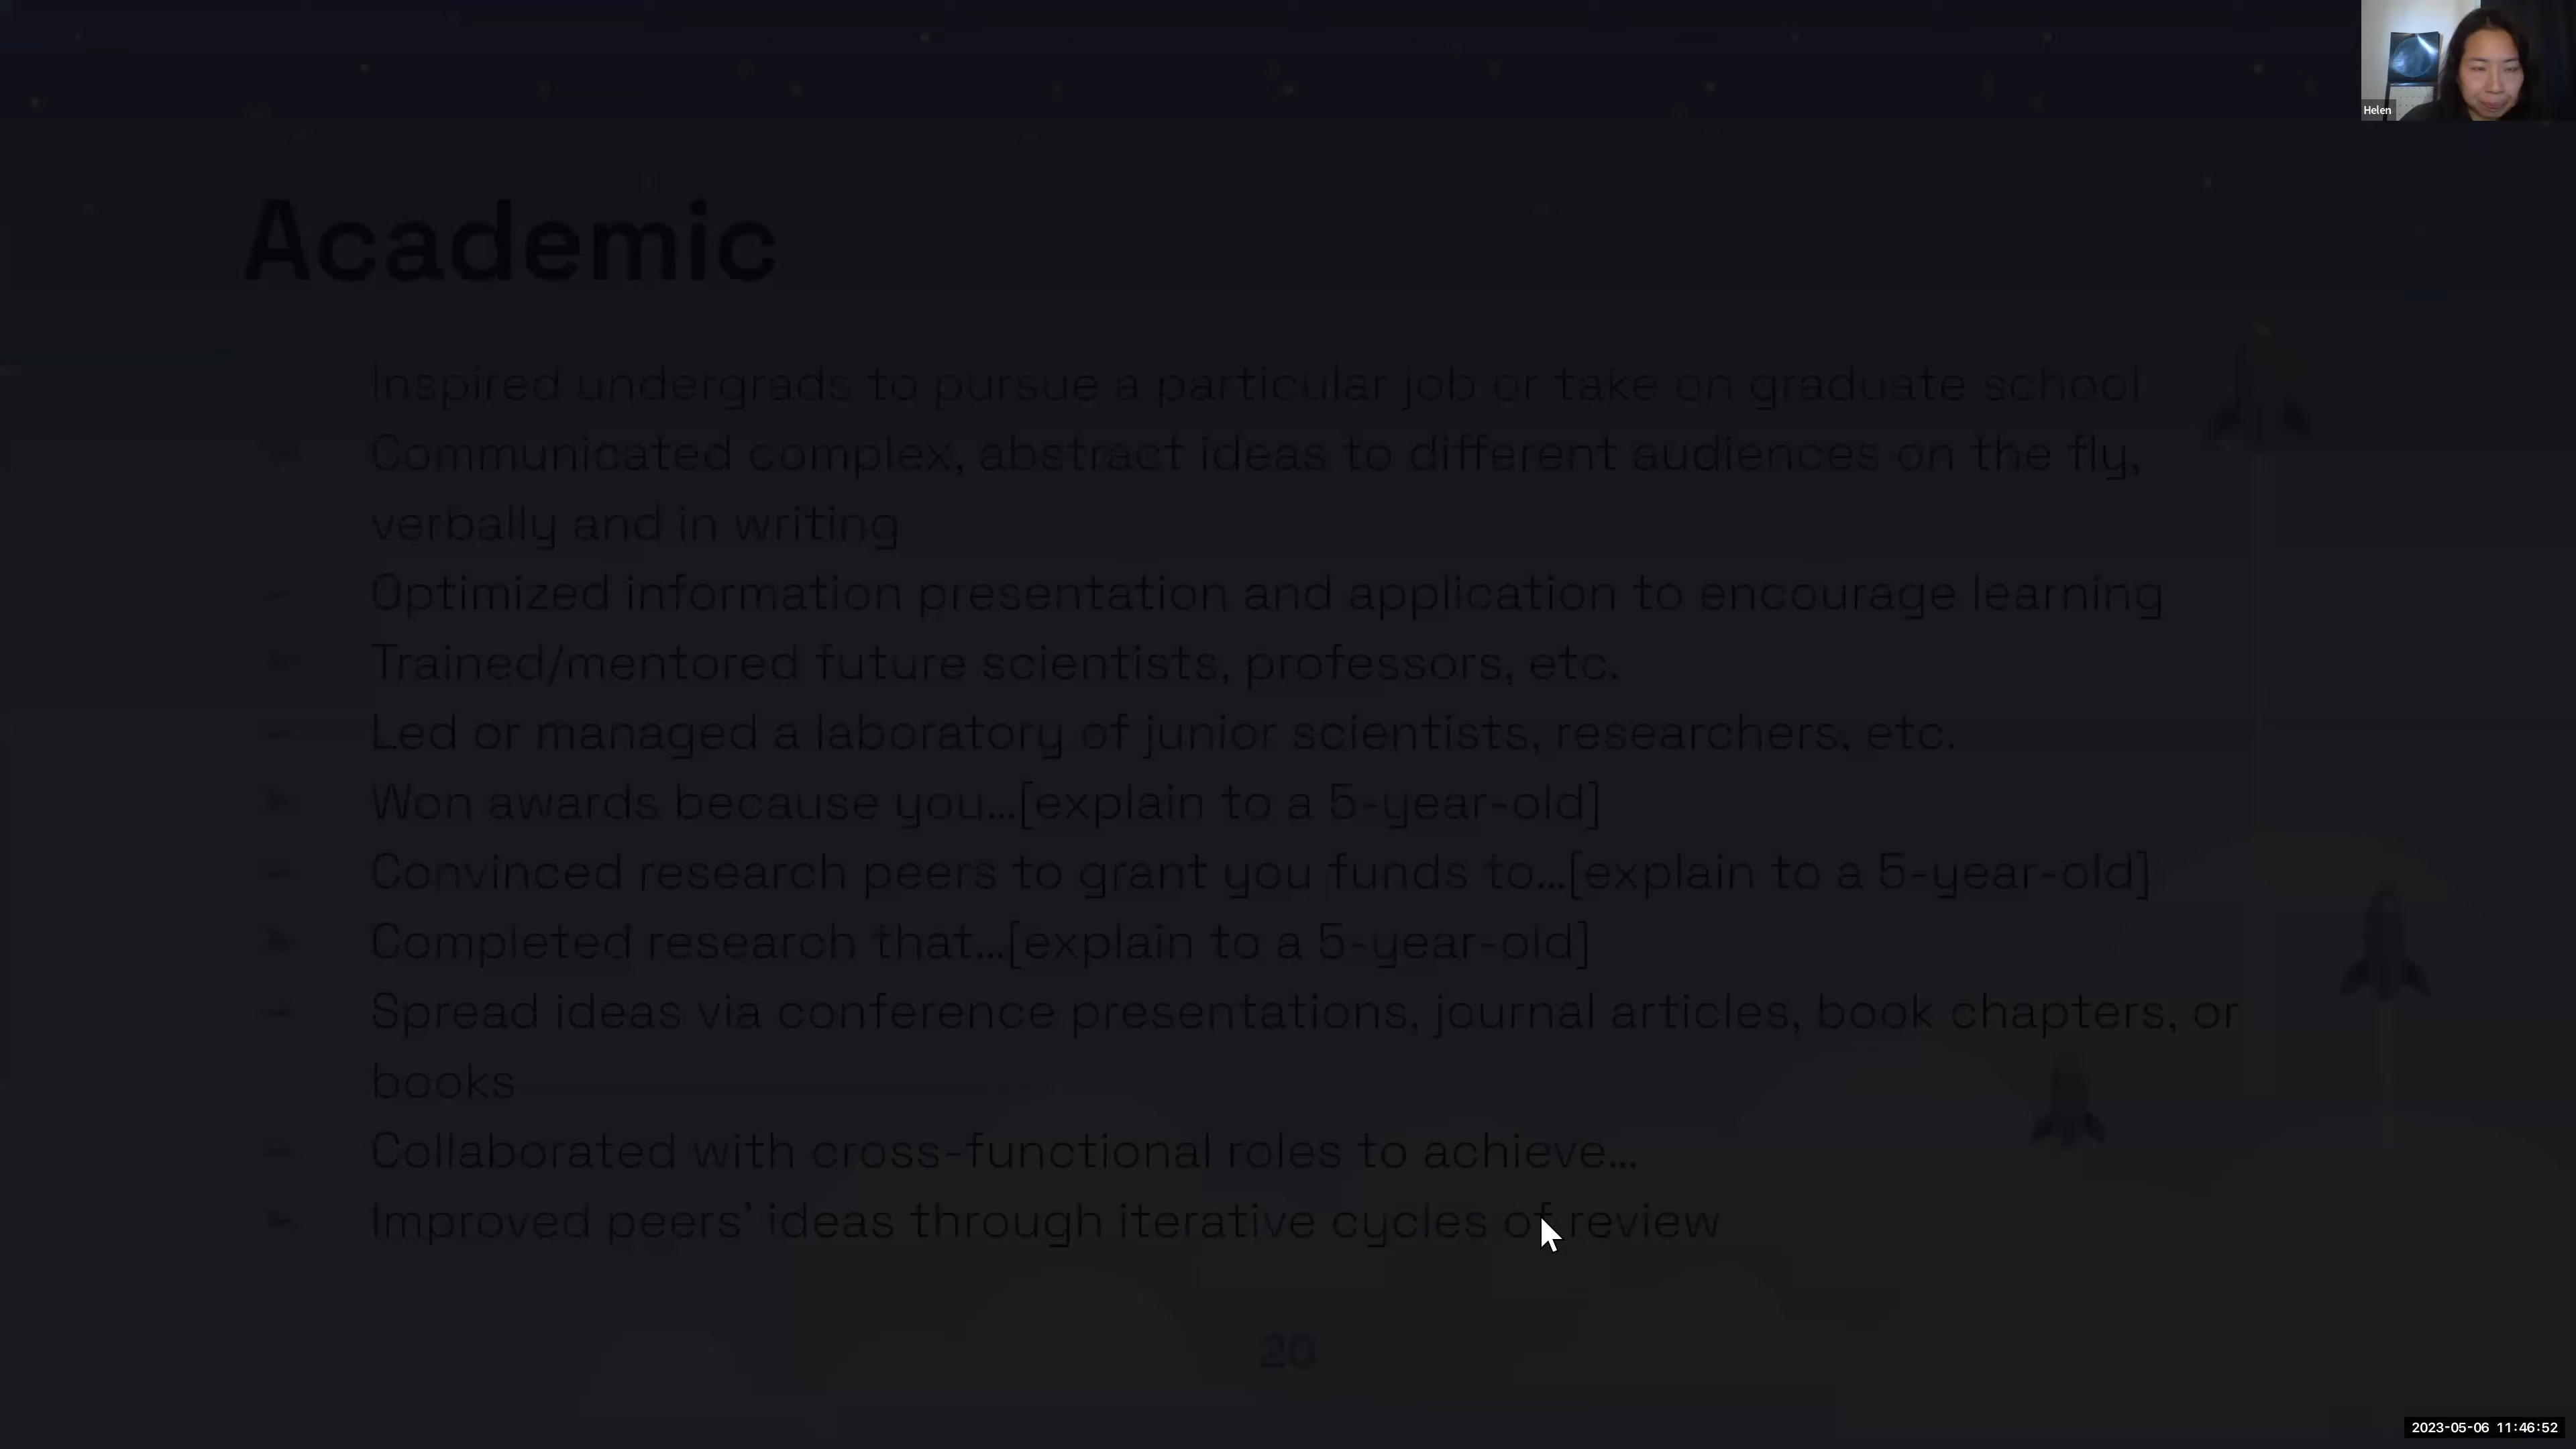 Helen
Academic
Inspired undergrads to pursue a particular job or take on graduate school
Communicated complex, abstract ideas to different audiences on the fly,
verbally and in writing
Optimized information presentation and application to encourage learning
Trained/mentored future scientists, professors, etc.
Led or managed a laboratory of junior scientists, researchers, etc.
Won awards because you...[explain to a 5-year-old]
Convinced research peers to grant you funds to...[explain to a 5-year-old]
Completed research that...[explain to a 5-year-old]
Spread ideas via conference presentations, journal articles, book chapters, or
books
Collaborated with cross-functional roles to achieve...
Improved peers' ideas through iterative cycles of review
2023-05-06 11:46:52